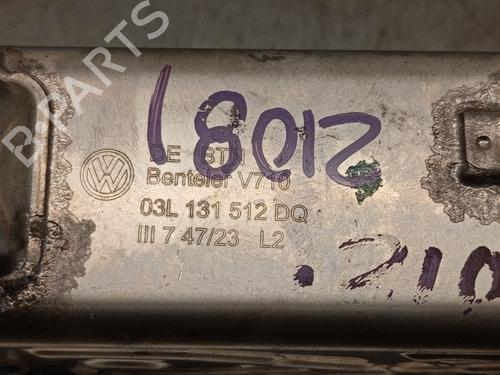 18012
DE BTN
Benteler V710
03L 131 512 DQ
III 7 47/23 L2
B-PARTS